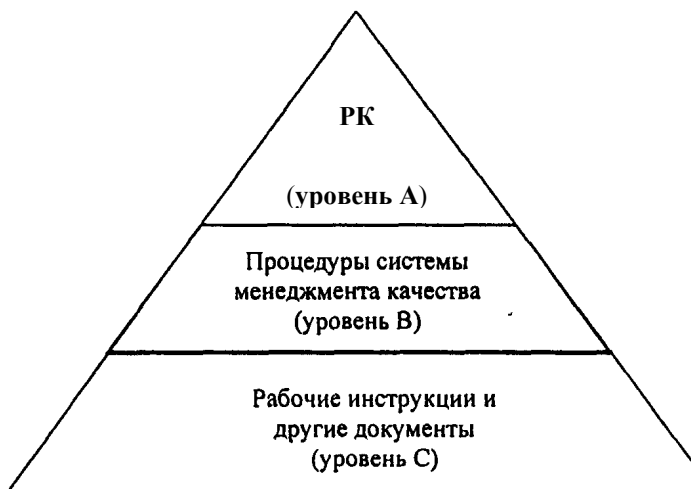 РК
(уровень А)
Процедуры системы
менеджмента качества
(уровень В)
Рабочие инструкции и
другие документы
(уровень С)